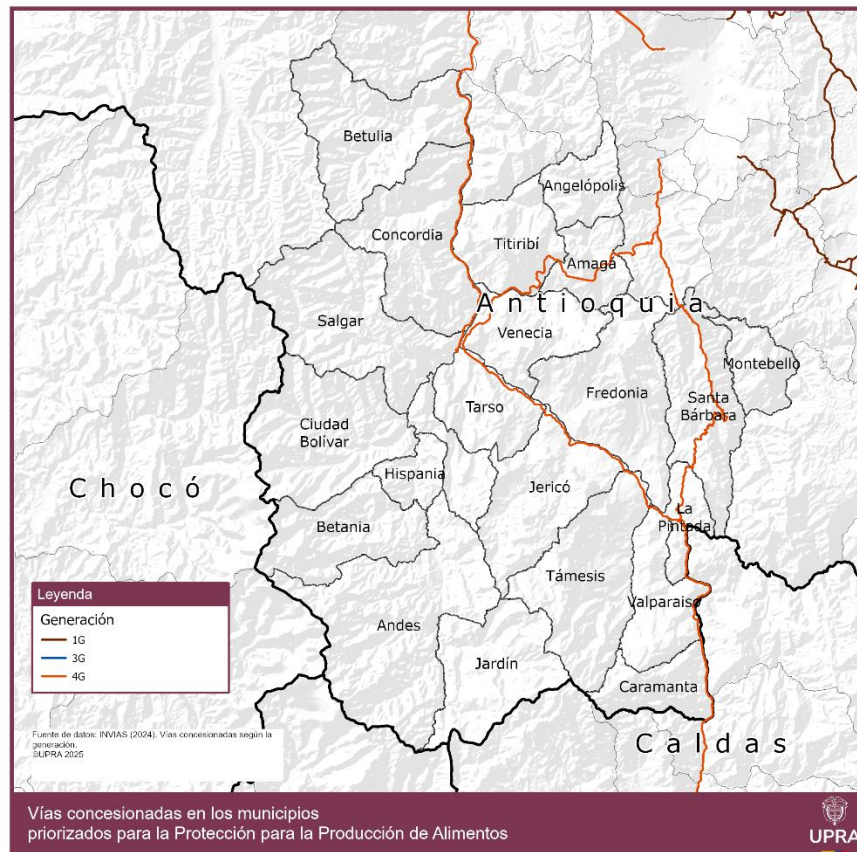 Betulia
Angelópolis
Concordia
Titiribí
Amagá
Antioquia
Salgar
Venecia
Montebello
Fredonia
Santa
Bárbara
Tarso
Ciudad
Bolívar
Hispania
Chocó
Jericó
La
Pintada
Betania
Támesis
Valparaiso
Andes
Jardín
Caramanta
Caldas
Leyenda
Generación
1G
3G
4G
Fuente de datos: INVIAS (2024). Vías concesionadas según la
generación.
©UPRA 2025
Vías concesionadas en los municipios
priorizados para la Protección para la Producción de Alimentos
UPRA